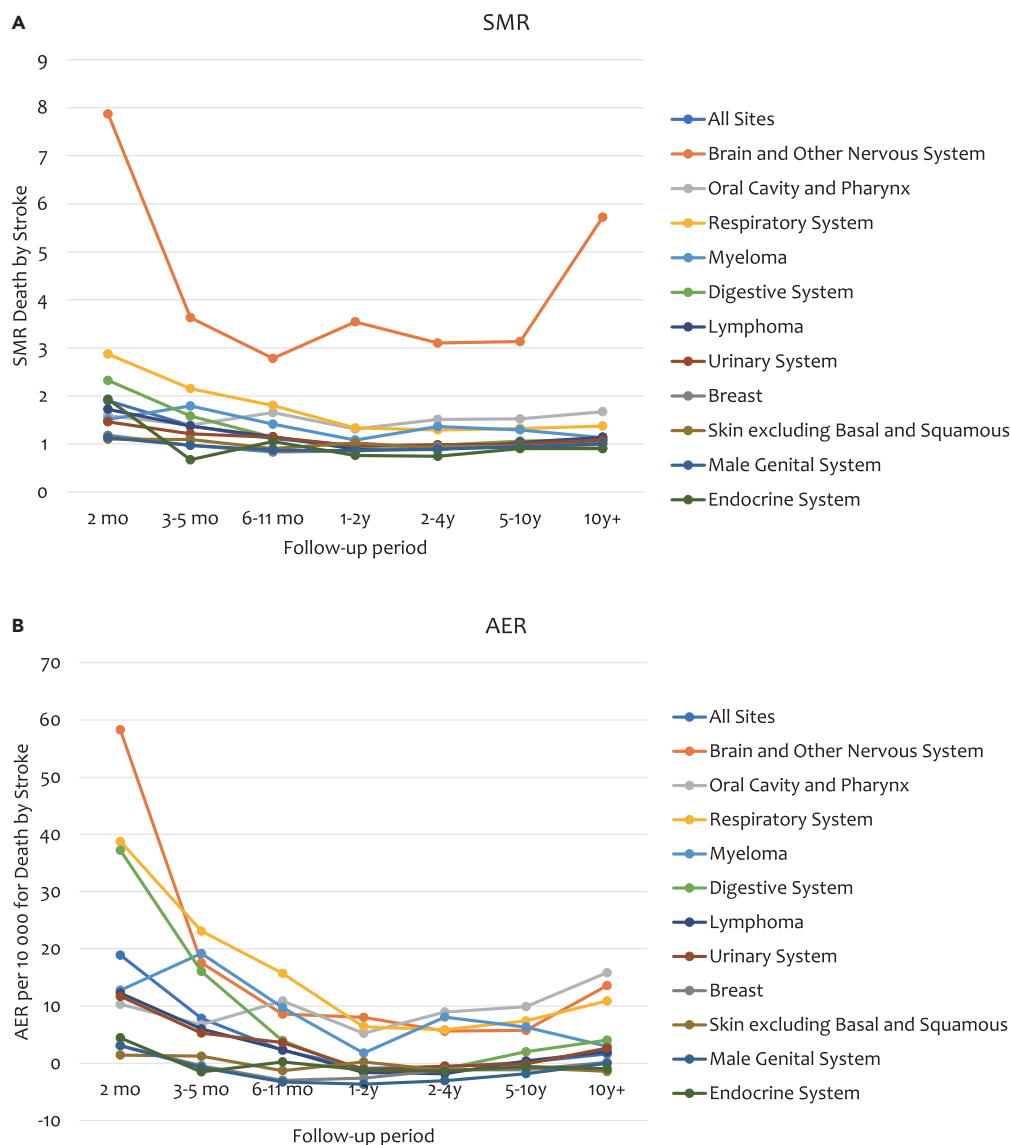 A
SMR
9
8
7
6
5
4
3
2
1
0
SMR Death by Stroke
2 mo 3-5 mo 6-11 mo 1-2y 2-4y 5-10y 10y+
Follow-up period
All Sites
Brain and Other Nervous System
Oral Cavity and Pharynx
Respiratory System
Myeloma
Digestive System
Lymphoma
Urinary System
Breast
Skin excluding Basal and Squamous
Male Genital System
Endocrine System
B
AER
70
60
50
40
30
20
10
0
-10
AER per 10 000 for Death by Stroke
2 mo 3-5 mo 6-11 mo 1-2y 2-4y 5-10y 10y+
Follow-up period
All Sites
Brain and Other Nervous System
Oral Cavity and Pharynx
Respiratory System
Myeloma
Digestive System
Lymphoma
Urinary System
Breast
Skin excluding Basal and Squamous
Male Genital System
Endocrine System